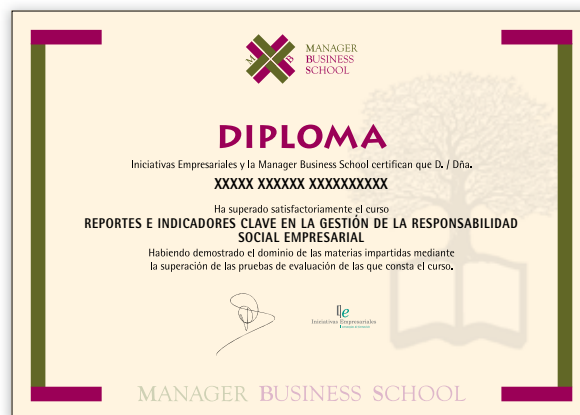 M B
MANAGER
BUSINESS
SCHOOL
DIPLOMA
Iniciativas Empresariales y la Manager Business School certifican que D. / Dña.
XXXXX XXXXXX XXXXXXXXXX
Ha superado satisfactoriamente el curso
REPORTES E INDICADORES CLAVE EN LA GESTIÓN DE LA RESPONSABILIDAD
SOCIAL EMPRESARIAL
Habiendo demostrado el dominio de las materias impartidas mediante
la superación de las pruebas de evaluación de las que consta el curso.
Iniciativas Empresariales
MANAGER BUSINESS SCHOOL